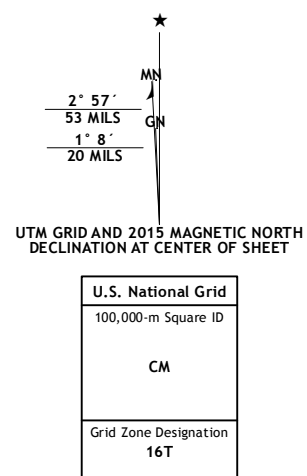 ★
MN
2° 57´
53 MILS
GN
1° 8´
20 MILS
UTM GRID AND 2015 MAGNETIC NORTH
DECLINATION AT CENTER OF SHEET
U.S. National Grid
100,000-m Square ID
CM
Grid Zone Designation
16T